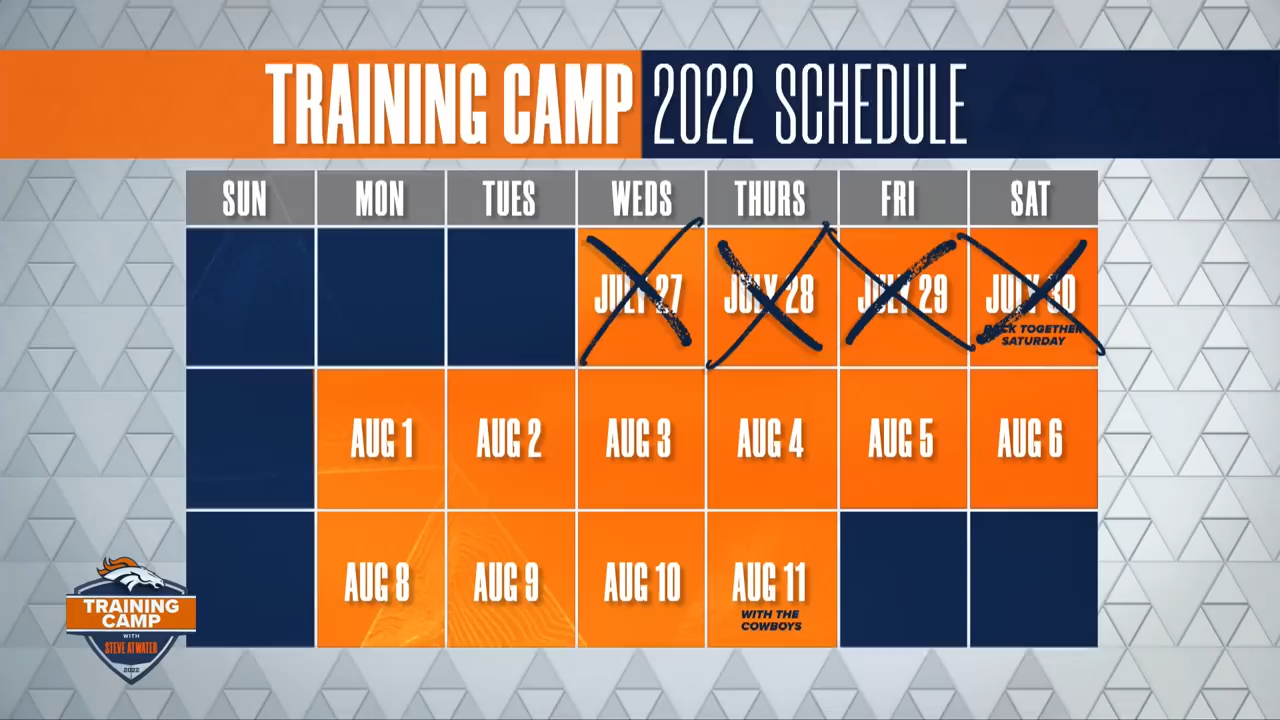 TRAINING CAMP 2022 SCHEDULE
SUN MON TUES WEDS THURS FRI SAT
JULY 27 JULY 28 JULY 29 JULY 30
BACK TOGETHER
SATURDAY
AUG 1 AUG 2 AUG 3 AUG 4 AUG 5 AUG 6
AUG 8 AUG 9 AUG 10 AUG 11
WITH THE
COWBOYS
TRAINING
CAMP
WITH
STEVE ATWATER
2022